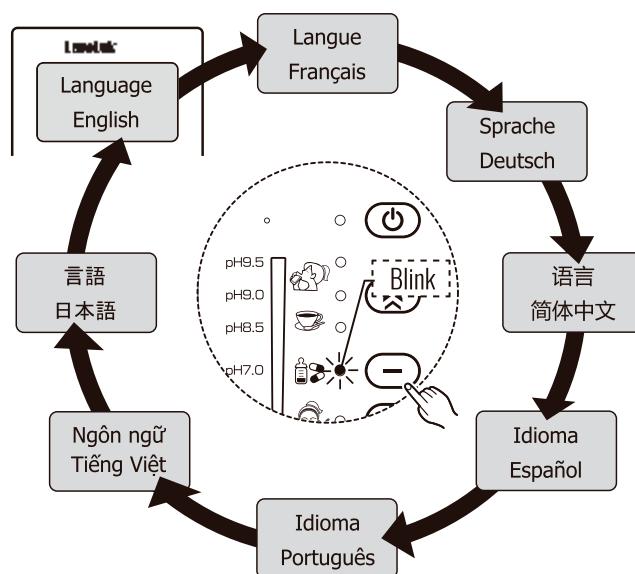 Language
English
Langue
Français
Sprache
Deutsch
语言
简体中文
Idioma
Español
Idioma
Português
Ngôn ngữ
Tiếng Việt
言語
日本語
pH9.5
pH9.0
pH8.5
pH7.0
Blink